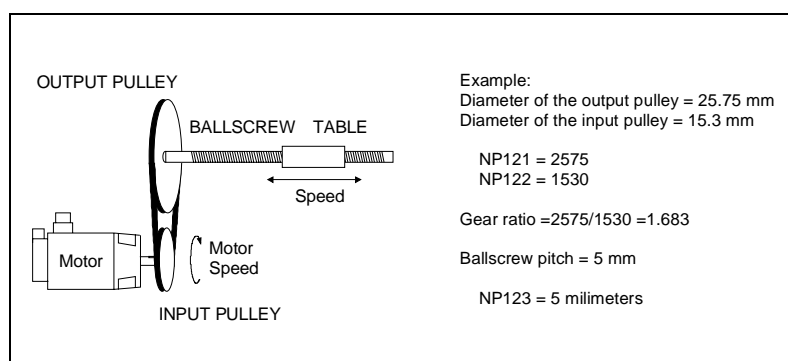 OUTPUT PULLEY
BALLSCREW TABLE
Speed
Motor
Motor
Speed
INPUT PULLEY
Example:
Diameter of the output pulley = 25.75 mm
Diameter of the input pulley = 15.3 mm
NP121 = 2575
NP122 = 1530
Gear ratio =2575/1530 =1.683
Ballscrew pitch = 5 mm
NP123 = 5 milimeters